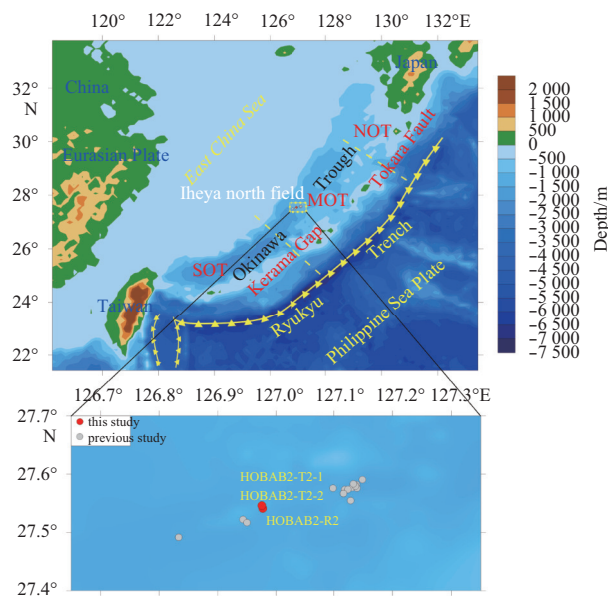 120° 122° 124° 126° 128° 130° 132°E
32°
N
30°
28°
26°
24°
22°
China
Japan
East China Sea
NOT
Tokara Fault
Eurasian Plate
Trough
Iheya north field
MOT
SOT
Okinawa
Kerama Gap
Trench
Taiwan
Ryukyu
Philippine Sea Plate
2 000
1 500
1 000
500
0
−500
−1 000
−1 500
−2 000
−2 500
−3 000
−3 500
−4 000
−4 500
−5 000
−5 500
−6 000
−6 500
−7 000
−7 500
Depth/m
126.7° 126.8° 126.9° 127.0° 127.1° 127.2° 127.3°E
27.7°
N
27.6°
27.5°
27.4°
this study
previous study
HOBAB2-T2-1
HOBAB2-T2-2
HOBAB2-R2